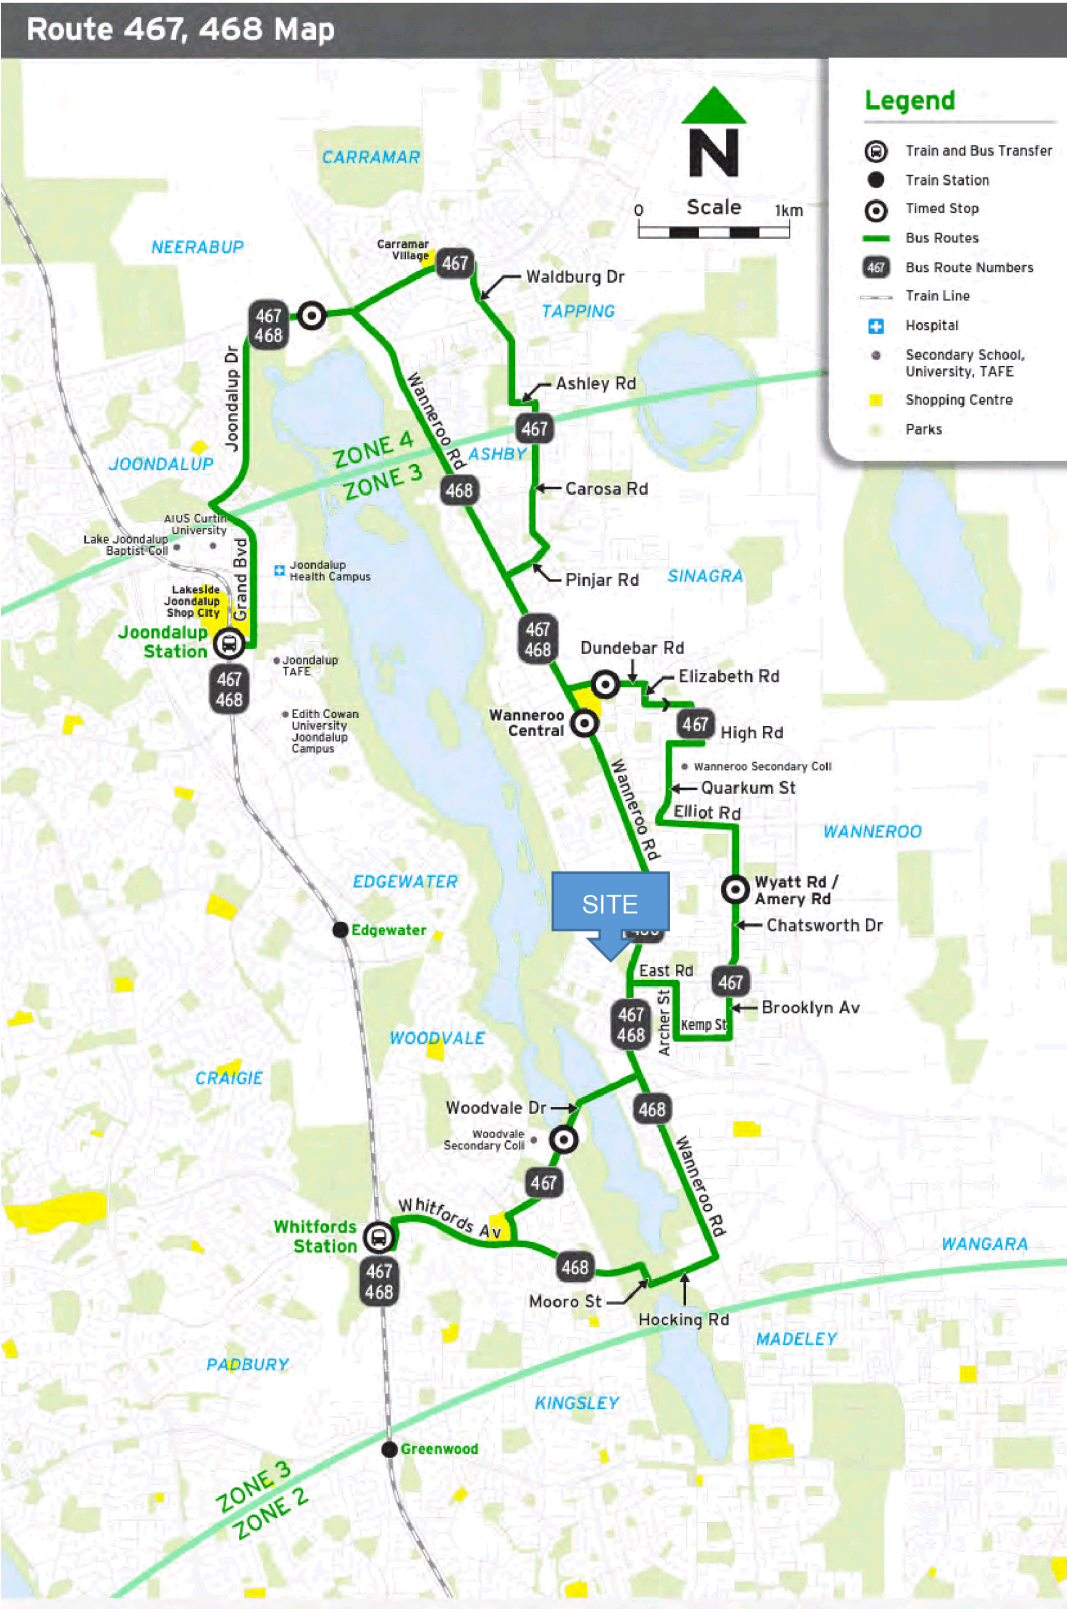 Route 467, 468 Map
Legend
Train and Bus Transfer
Train Station
Timed Stop
Bus Routes
467
Bus Route Numbers
Train Line
Hospital
Secondary School,
University, TAFE
Shopping Centre
Parks
N
0 Scale 1km
CARRAMAR
NEERABUP
Carramar
Village
467
Waldburg Dr
TAPPING
467
468
Joondalup Dr
Wanneroo Rd
Ashley Rd
467
ZONE 4
ZONE 3
ASHBY
JOONDALUP
468
Carosa Rd
AIUS Curtin
University
Lake Joondalup
Baptist Coll
Grand Bvd
Joondalup
Health Campus
Pinjar Rd
SINAGRA
Lakeside
Joondalup
Shop City
Joondalup
Station
467
468
Joondalup
TAFE
467
468
Dundebar Rd
Elizabeth Rd
Edith Cowan
University
Joondalup
Campus
Wanneroo
Central
467
High Rd
Wanneroo Secondary Coll
Quarkum St
Wanneroo Rd
Elliot Rd
WANNEROO
EDGEWATER
SITE
Wyatt Rd /
Amery Rd
Edgewater
Chatsworth Dr
East Rd
467
467
468
Archer St
Kemp St
Brooklyn Av
WOODVALE
CRAIGIE
Woodvale Dr
468
Woodvale
Secondary Coll
Wanneroo Rd
467
Whitfords Av
Whitfords
Station
467
468
468
WANGARA
Mooro St
Hocking Rd
MADELEY
PADBURY
KINGSLEY
Greenwood
ZONE 3
ZONE 2